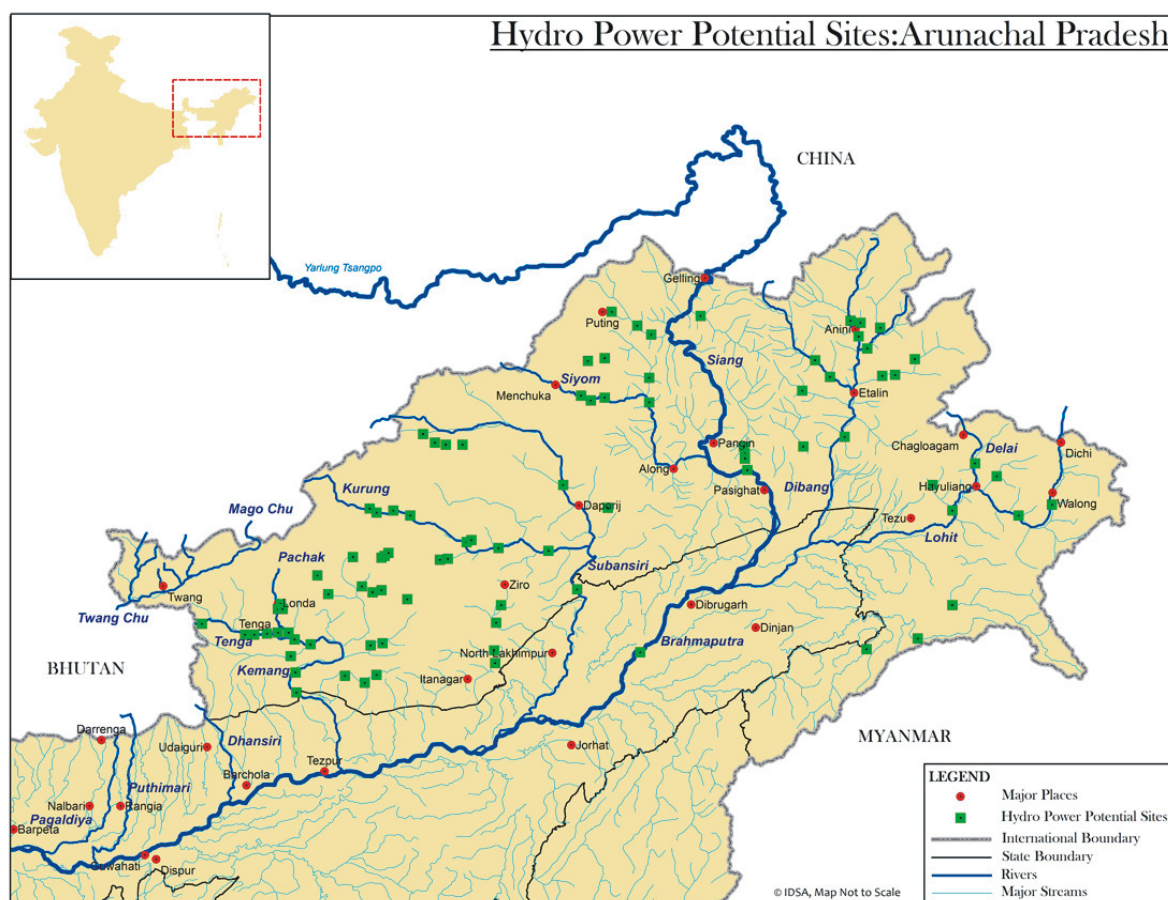 Hydro Power Potential Sites:Arunachal Pradesh
CHINA
Yarlung Tsangpo
Gelling
Puting
Anini
Siang
Siyom
Menchuka
Etalin
Chagloagam
Delai
Dichi
Pangin
Along
Pasighat
Dibang
Hayuliang
Walong
Kurung
Daporij
Tezu
Lohit
Mago Chu
Pachak
Subansiri
Twang
Ziro
Londa
Dibrugarh
Twang Chu
Tenga
Dinjan
Tenga
Brahmaputra
BHUTAN
North Lakhimpur
Kemang
Itanagar
MYANMAR
Darrenga
Udaiguri
Dhansiri
Jorhat
Tezpur
Barchola
Puthimari
Nalbari
Rangia
Pagaldiya
Barpeta
Guwahati
Dispur
LEGEND
Major Places
Hydro Power Potential Sites
International Boundary
State Boundary
Rivers
Major Streams
© IDSA, Map Not to Scale